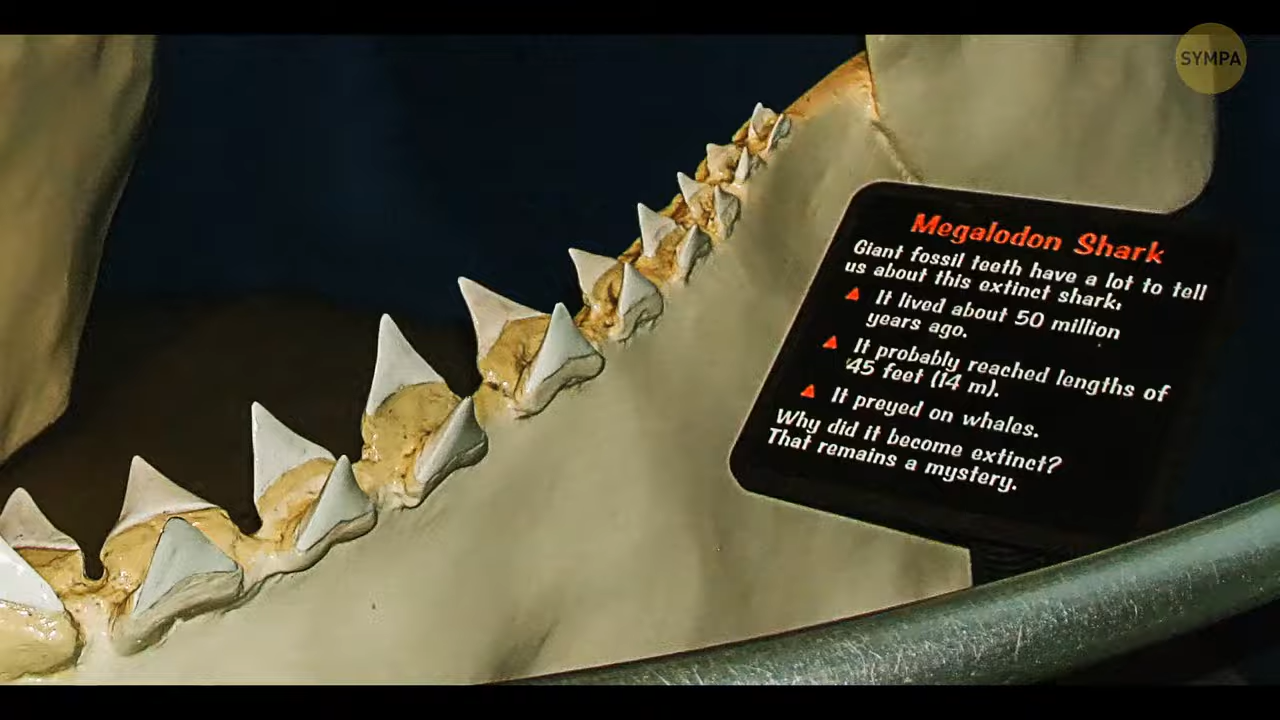 SYMPA
Megalodon Shark
Giant fossil teeth have a lot to tell
us about this extinct shark:
It lived about 50 million
years ago.
It probably reached lengths of
45 feet (14 m).
It preyed on whales.
Why did it become extinct?
That remains a mystery.